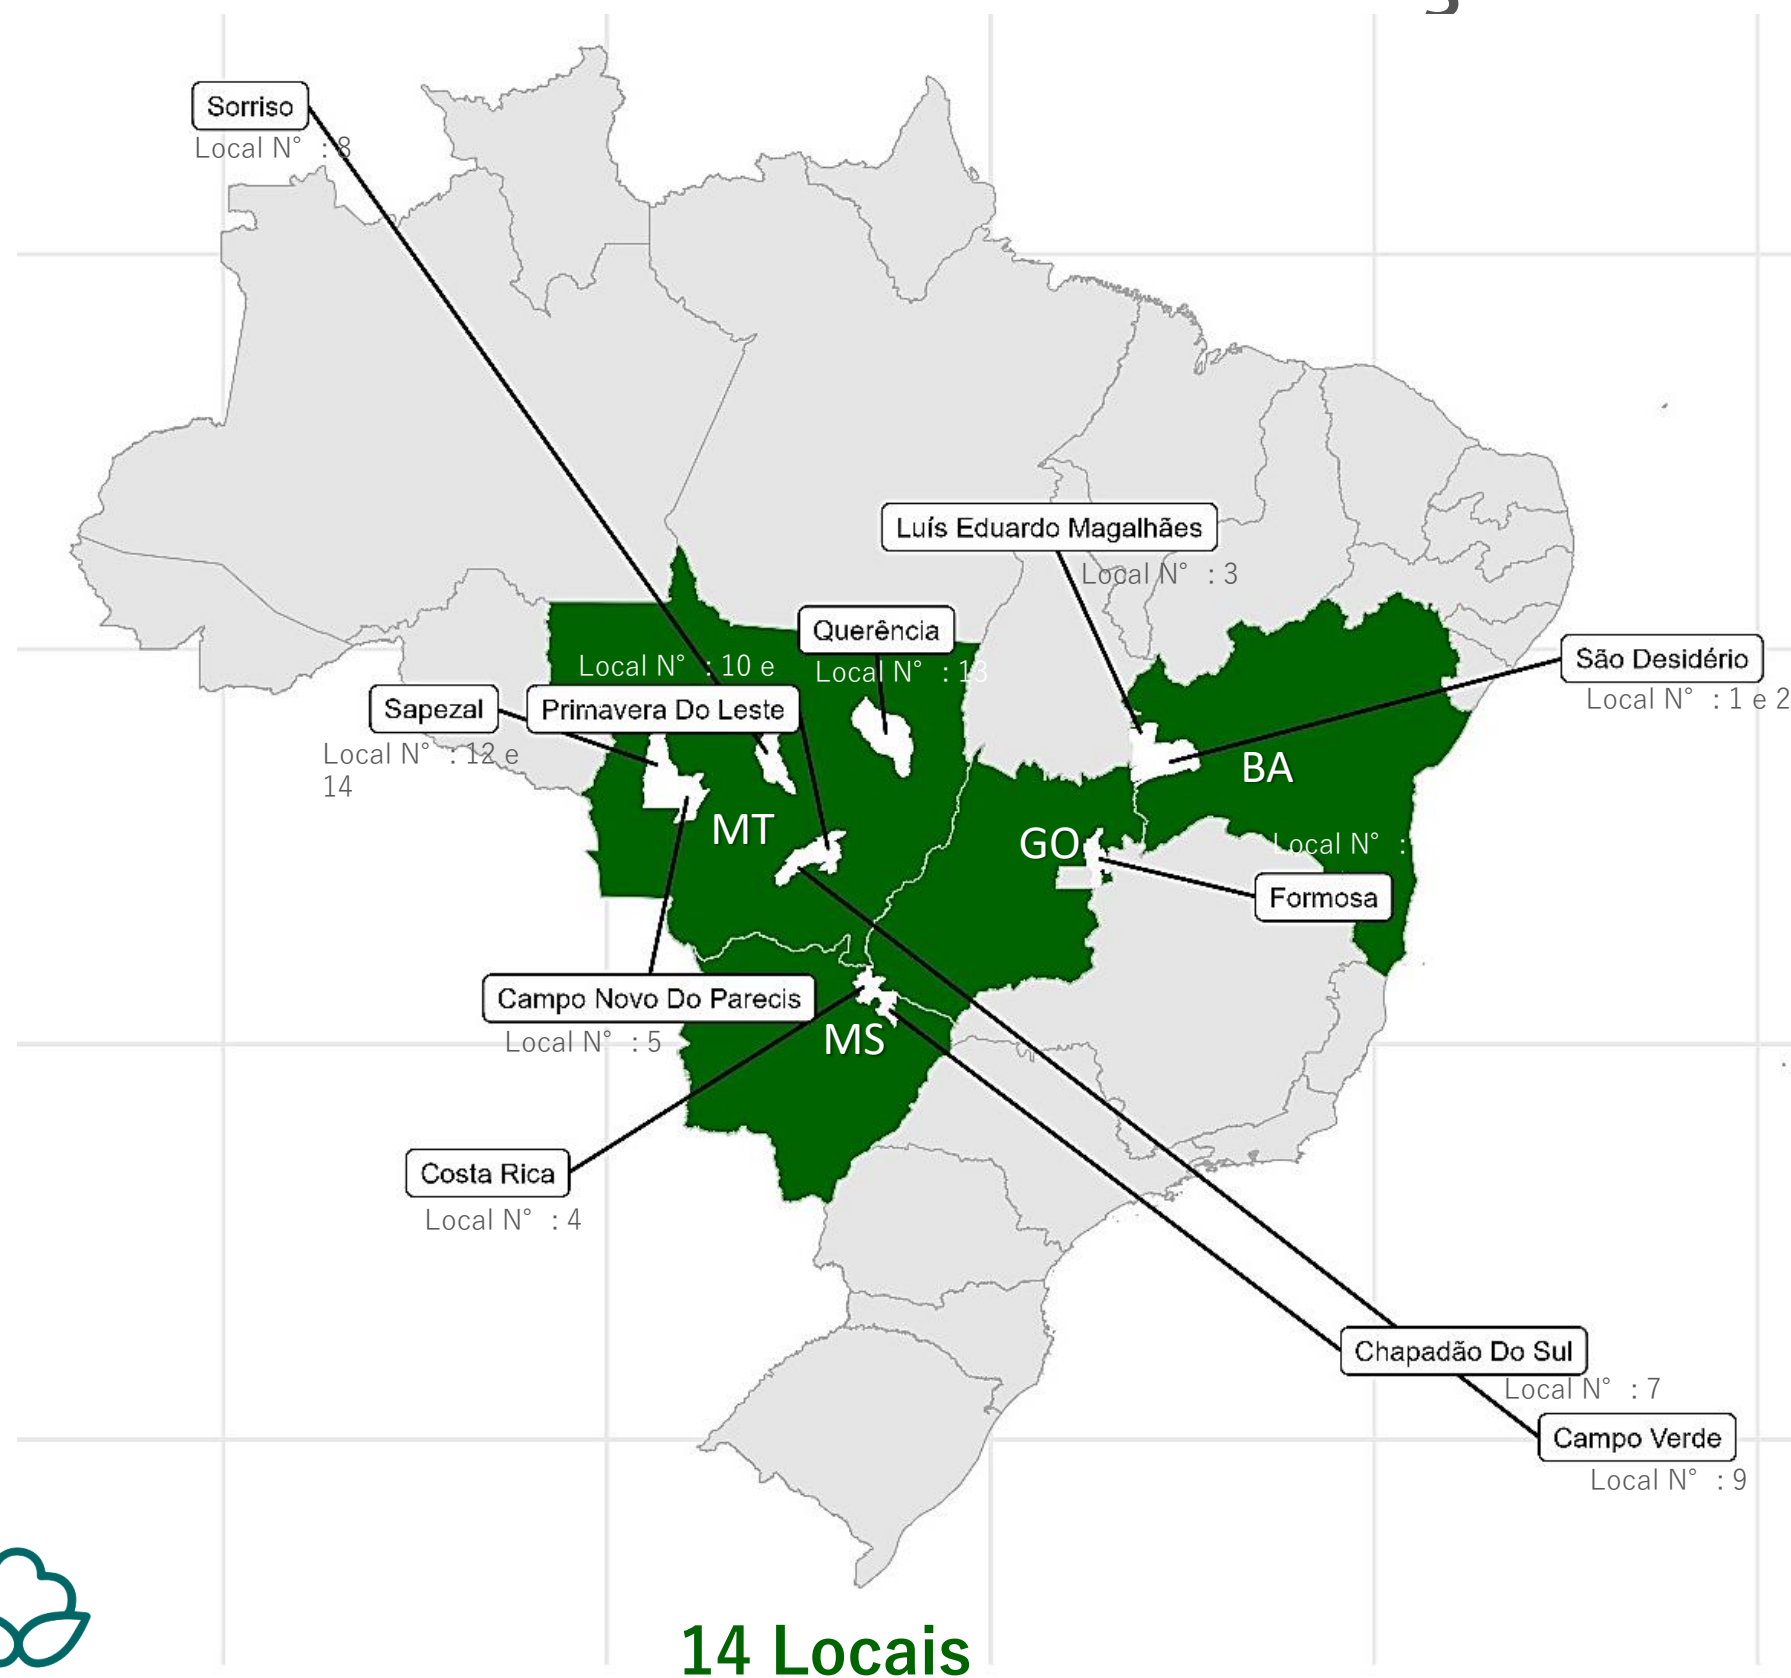 Sorriso
Local N° : 8
Luís Eduardo Magalhães
Local N° : 3
Querência
Local N° : 13
São Desidério
Local N° : 1 e 2
Local N° : 10 e
Primavera Do Leste
Sapezal
Local N° : 12 e
14
BA
MT
GO
Local N° :
Formosa
Campo Novo Do Parecis
Local N° : 5
MS
Costa Rica
Local N° : 4
Chapadão Do Sul
Local N° : 7
Campo Verde
Local N° : 9
14 Locais